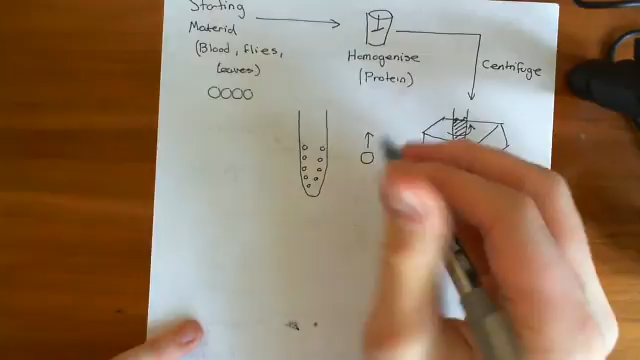 Starting
Material
(Blood, flies,
leaves)
Homogenise
(Protein)
Centrifuge